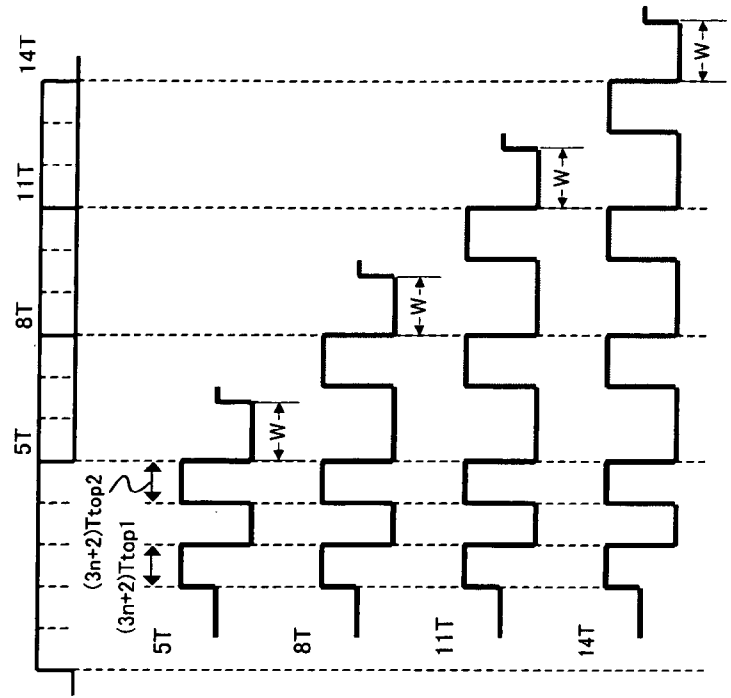 5T
8T
11T
14T
(3n+2)Ttop1
(3n+2)Ttop2
5T
-W-
8T
-W-
11T
-W-
14T
-W-